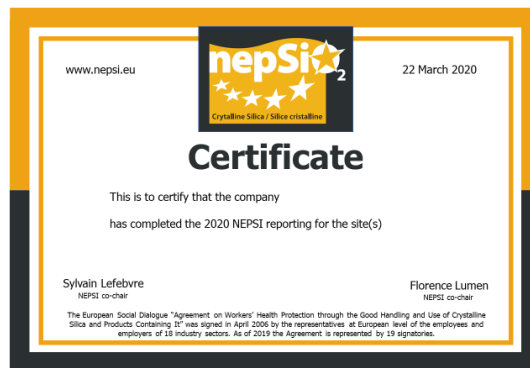 www.nepsi.eu
nepSi
2
22 March 2020
Crytalline Silica / Silice cristalline
Certificate
This is to certify that the company
has completed the 2020 NEPSI reporting for the site(s)
Sylvain Lefebvre
NEPSI co-chair
Florence Lumen
NEPSI co-chair
The European Social Dialogue "Agreement on Workers' Health Protection through the Good Handling and Use of Crystalline
Silica and Products Containing It" was signed in April 2006 by the representatives at European level of the employees and
employers of 18 industry sectors. As of 2019 the Agreement is represented by 19 signatories.